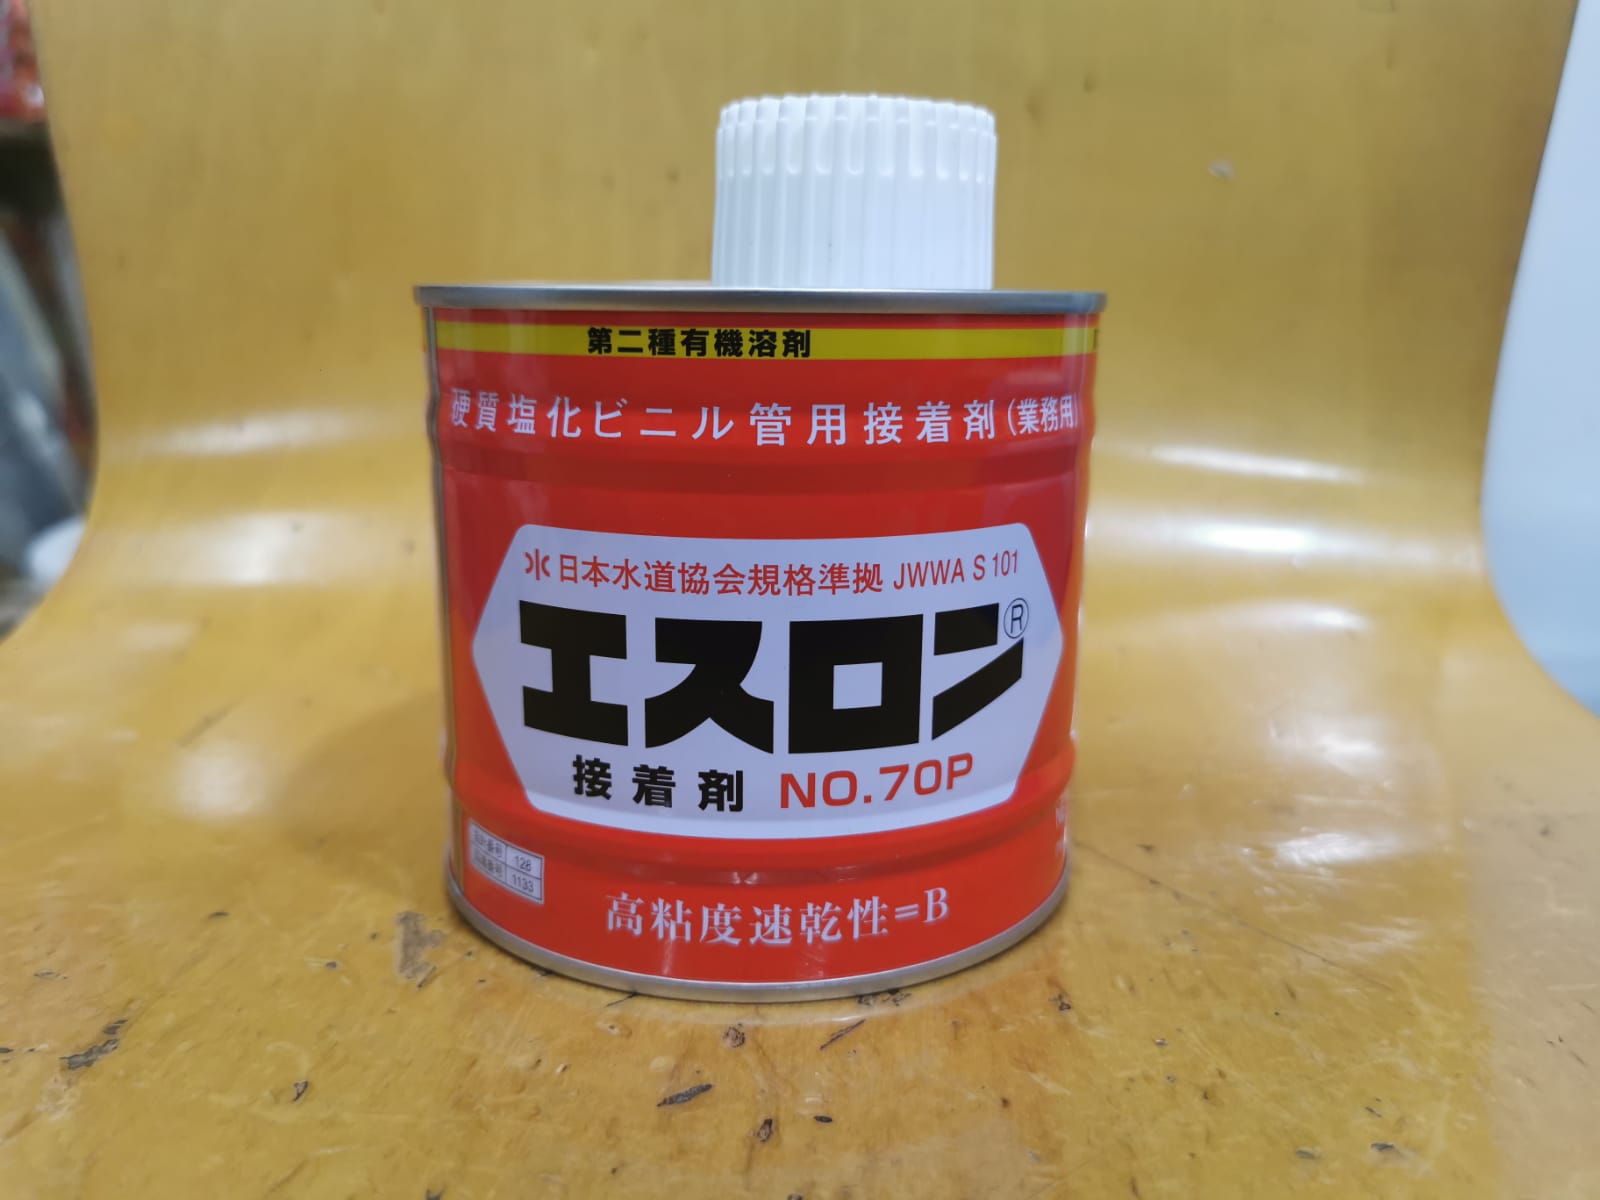 第二種有機溶剤
硬質塩化ビニル管用接着剤(業務用)
日本水道協会規格準拠 JWWA S 101
エスロン®
接着剤 NO.70P
128
1133
高粘度速乾性=B